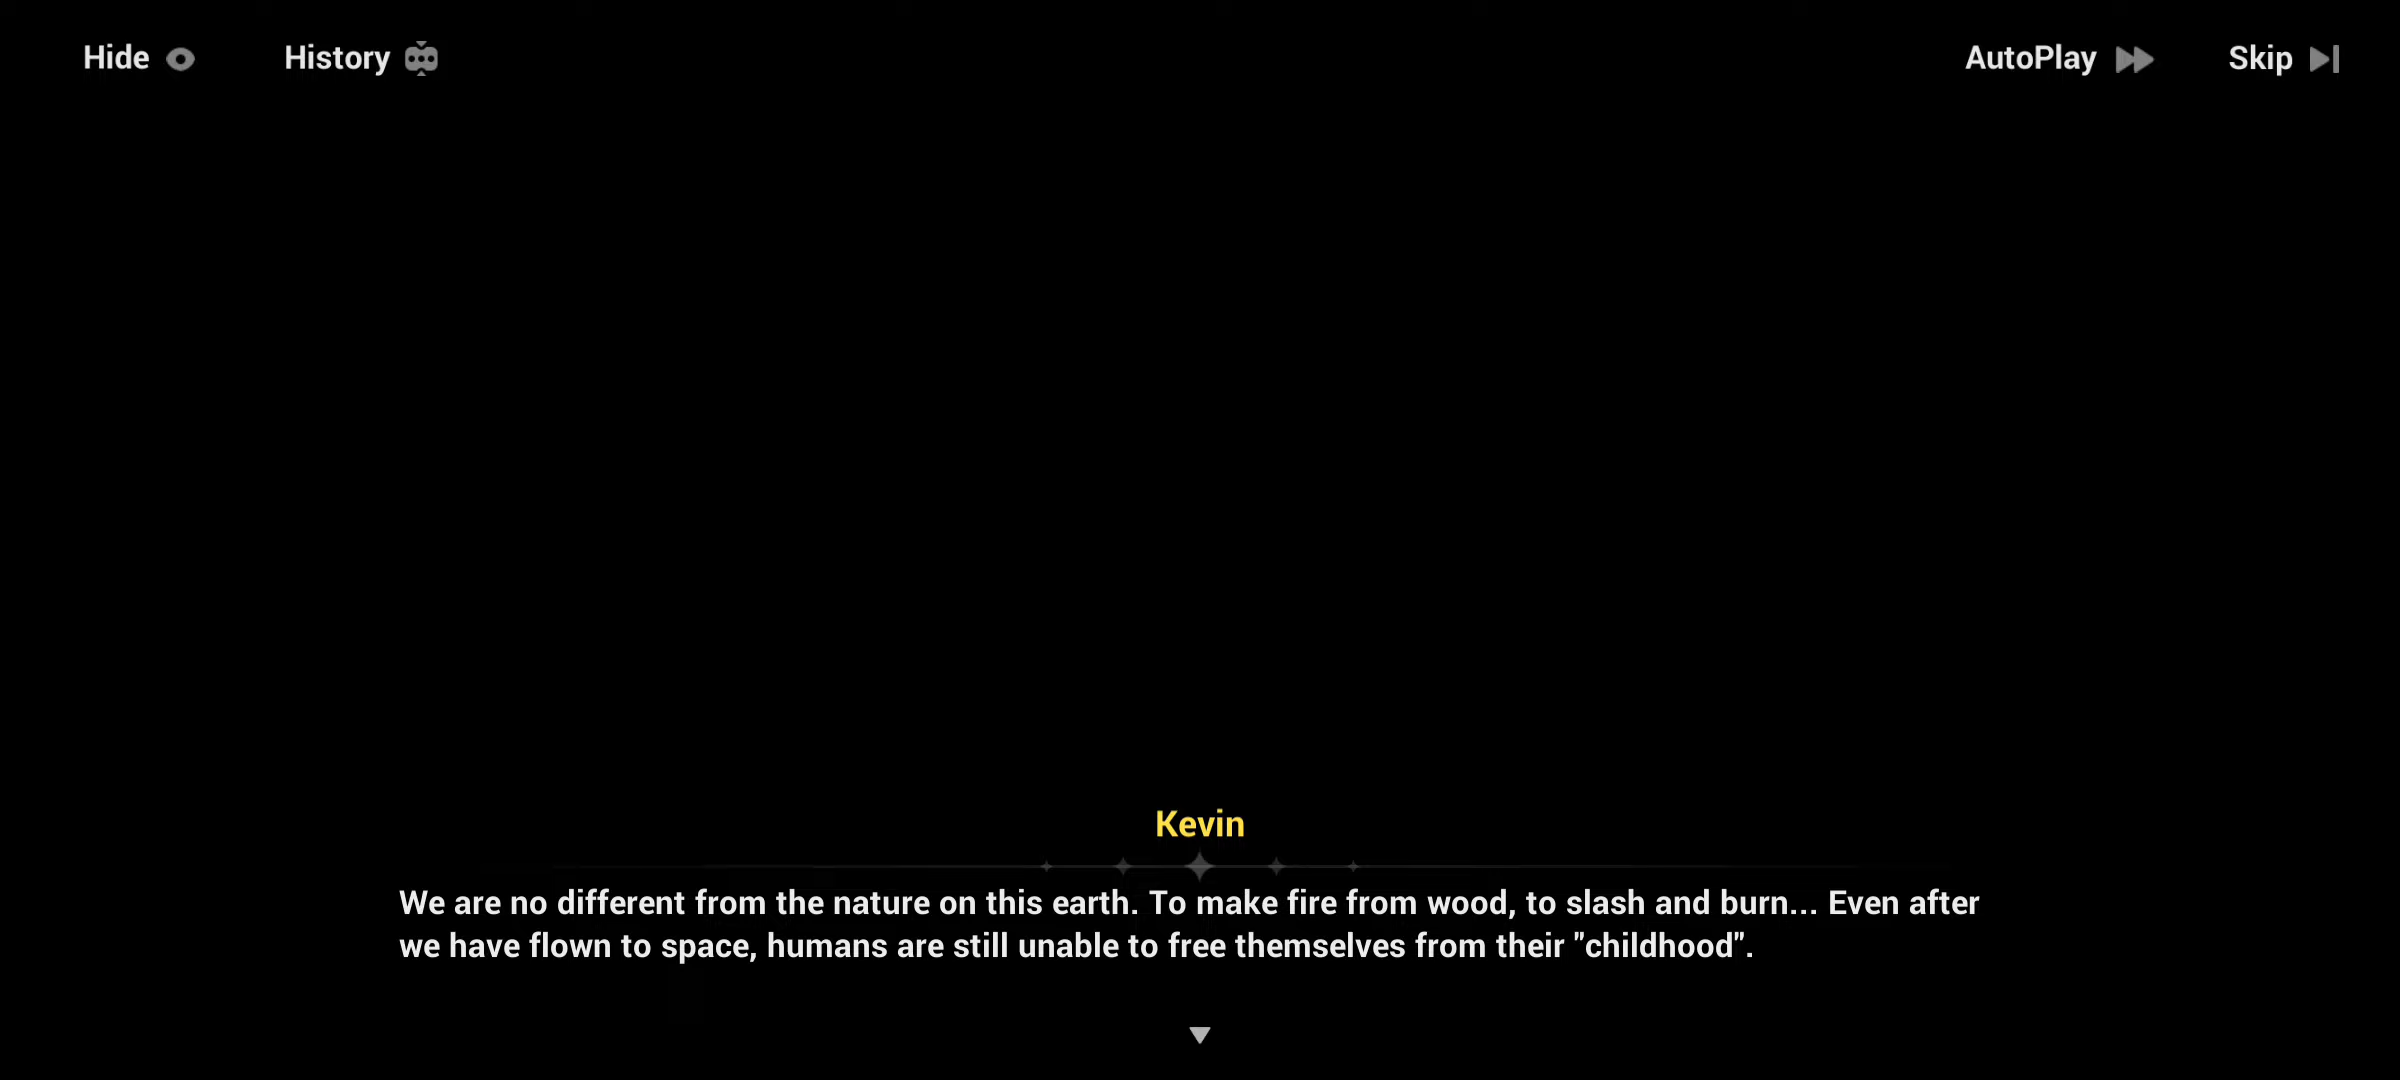 Hide
History
AutoPlay
Skip
Kevin
We are no different from the nature on this earth. To make fire from wood, to slash and burn... Even after
we have flown to space, humans are still unable to free themselves from their "childhood".